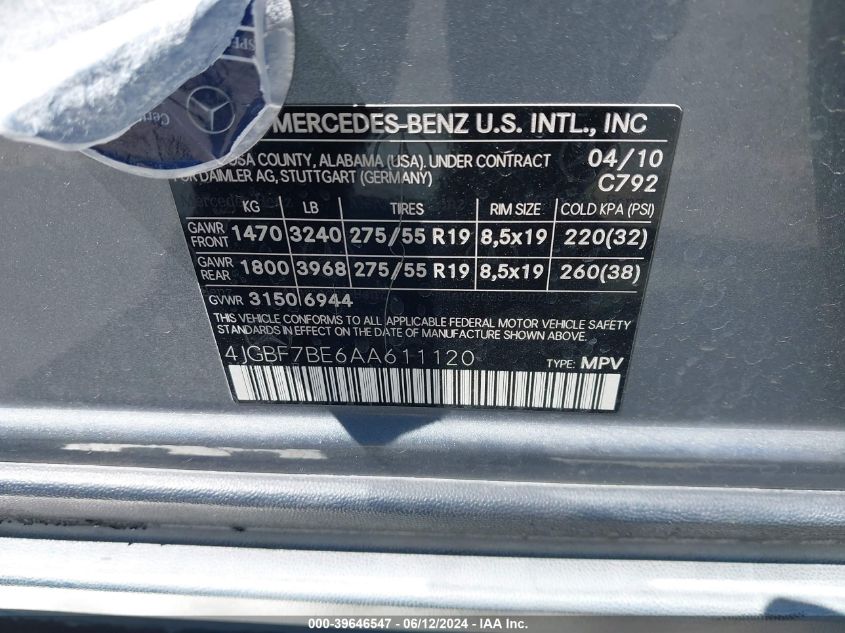 MERCEDES-BENZ U.S. INTL., INC
USA COUNTY, ALABAMA (USA). UNDER CONTRACT 04/10
DAIMLER AG, STUTTGART (GERMANY) C792
KG LB TIRES RIM SIZE COLD KPA (PSI)
GAWR FRONT 1470 3240 275/55 R19 8,5x19 220(32)
GAWR REAR 1800 3968 275/55 R19 8,5x19 260(38)
GVWR 3150 6944
THIS VEHICLE CONFORMS TO ALL APPLICABLE FEDERAL MOTOR VEHICLE SAFETY
STANDARDS IN EFFECT ON THE DATE OF MANUFACTURE SHOWN ABOVE.
4JGBF7BE6AA611120 TYPE: MPV
000-39646547 - 06/12/2024 - IAA Inc.